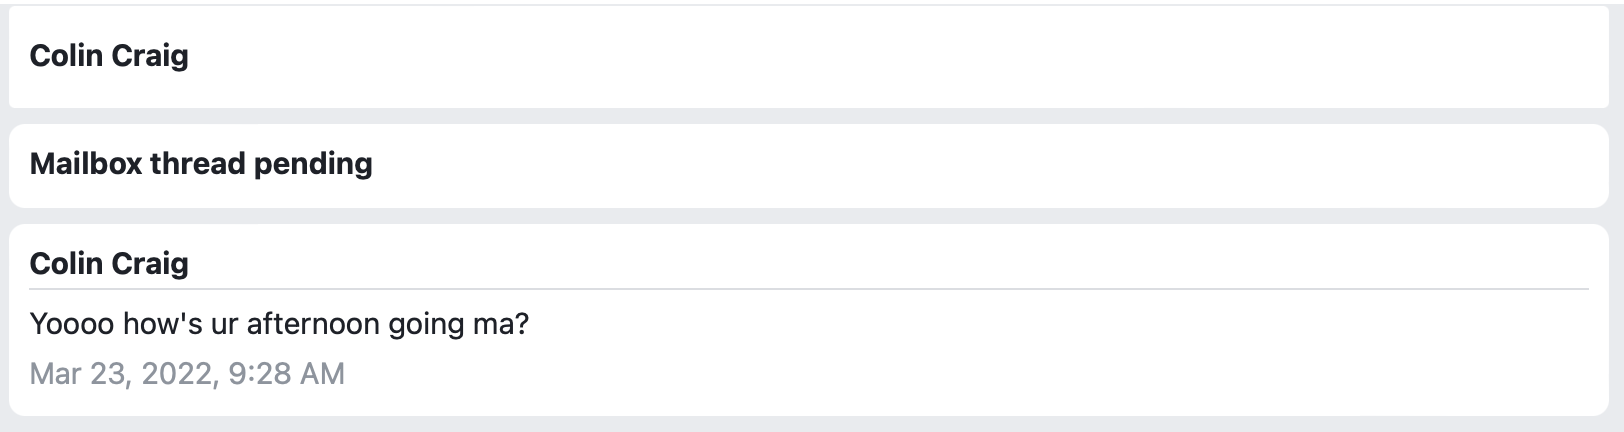 Colin Craig
Mailbox thread pending
Colin Craig
Yoooo how's ur afternoon going ma?
Mar 23, 2022, 9:28 AM